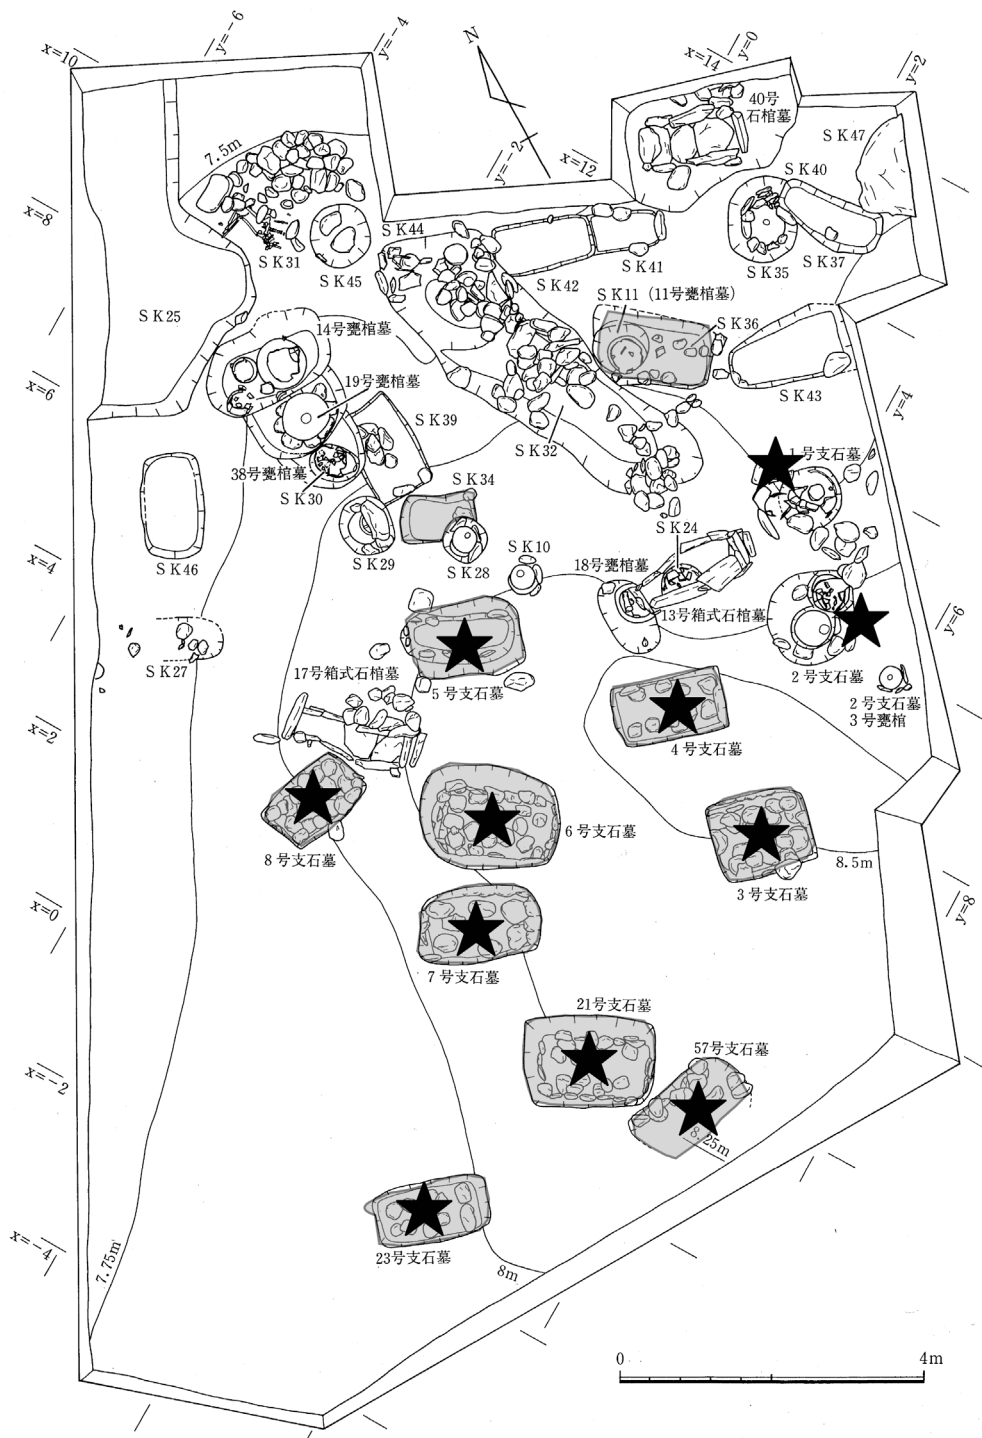 x=10
y=-6
y=-4
N
x=14
y=0
y=2
40号
石棺墓
SK47
7.5m
y=-2
x=12
SK40
x=8
SK44
SK31
SK45
SK42
SK41
SK35
SK37
SK25
14号甕棺墓
SK11 (11号甕棺墓)
SK36
x=6
19号甕棺墓
SK39
SK43
y=4
38号甕棺墓
SK30
SK32
1号支石墓
SK34
SK24
x=4
SK46
SK29
SK28
SK10
18号甕棺墓
13号箱式石棺墓
y=6
SK27
17号箱式石棺墓
5号支石墓
2号支石墓
2号支石墓
3号甕棺
x=2
4号支石墓
8号支石墓
6号支石墓
8.5m
3号支石墓
x=0
y=8
7号支石墓
21号支石墓
57号支石墓
x=-2
8.25m
x=-4
7.75m
23号支石墓
8m
0
4m